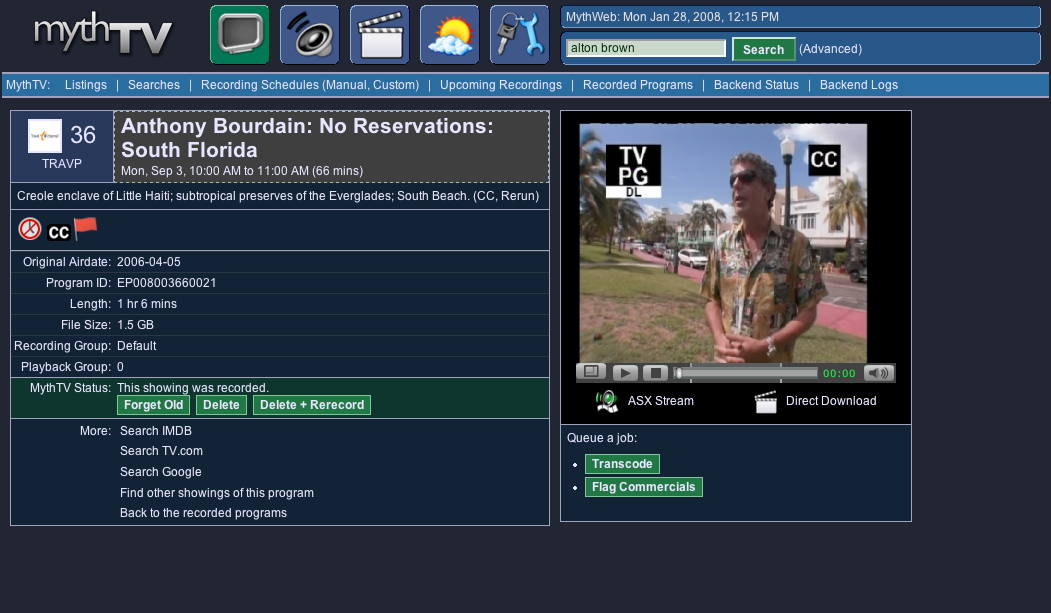 mythTV
MythWeb: Mon Jan 28, 2008, 12:15 PM
alton brown Search (Advanced)
MythTV: Listings | Searches | Recording Schedules (Manual, Custom) | Upcoming Recordings | Recorded Programs | Backend Status | Backend Logs
36
TRAVP
Anthony Bourdain: No Reservations:
South Florida
Mon, Sep 3, 10:00 AM to 11:00 AM (66 mins)
Creole enclave of Little Haiti; subtropical preserves of the Everglades; South Beach. (CC, Rerun)
CC
Original Airdate: 2006-04-05
Program ID: EP008003660021
Length: 1 hr 6 mins
File Size: 1.5 GB
Recording Group: Default
Playback Group: 0
MythTV Status: This showing was recorded.
Forget Old Delete Delete + Rerecord
More: Search IMDB
Search TV.com
Search Google
Find other showings of this program
Back to the recorded programs
TV
PG
DL
CC
00:00
ASX Stream Direct Download
Queue a job:
• Transcode
• Flag Commercials